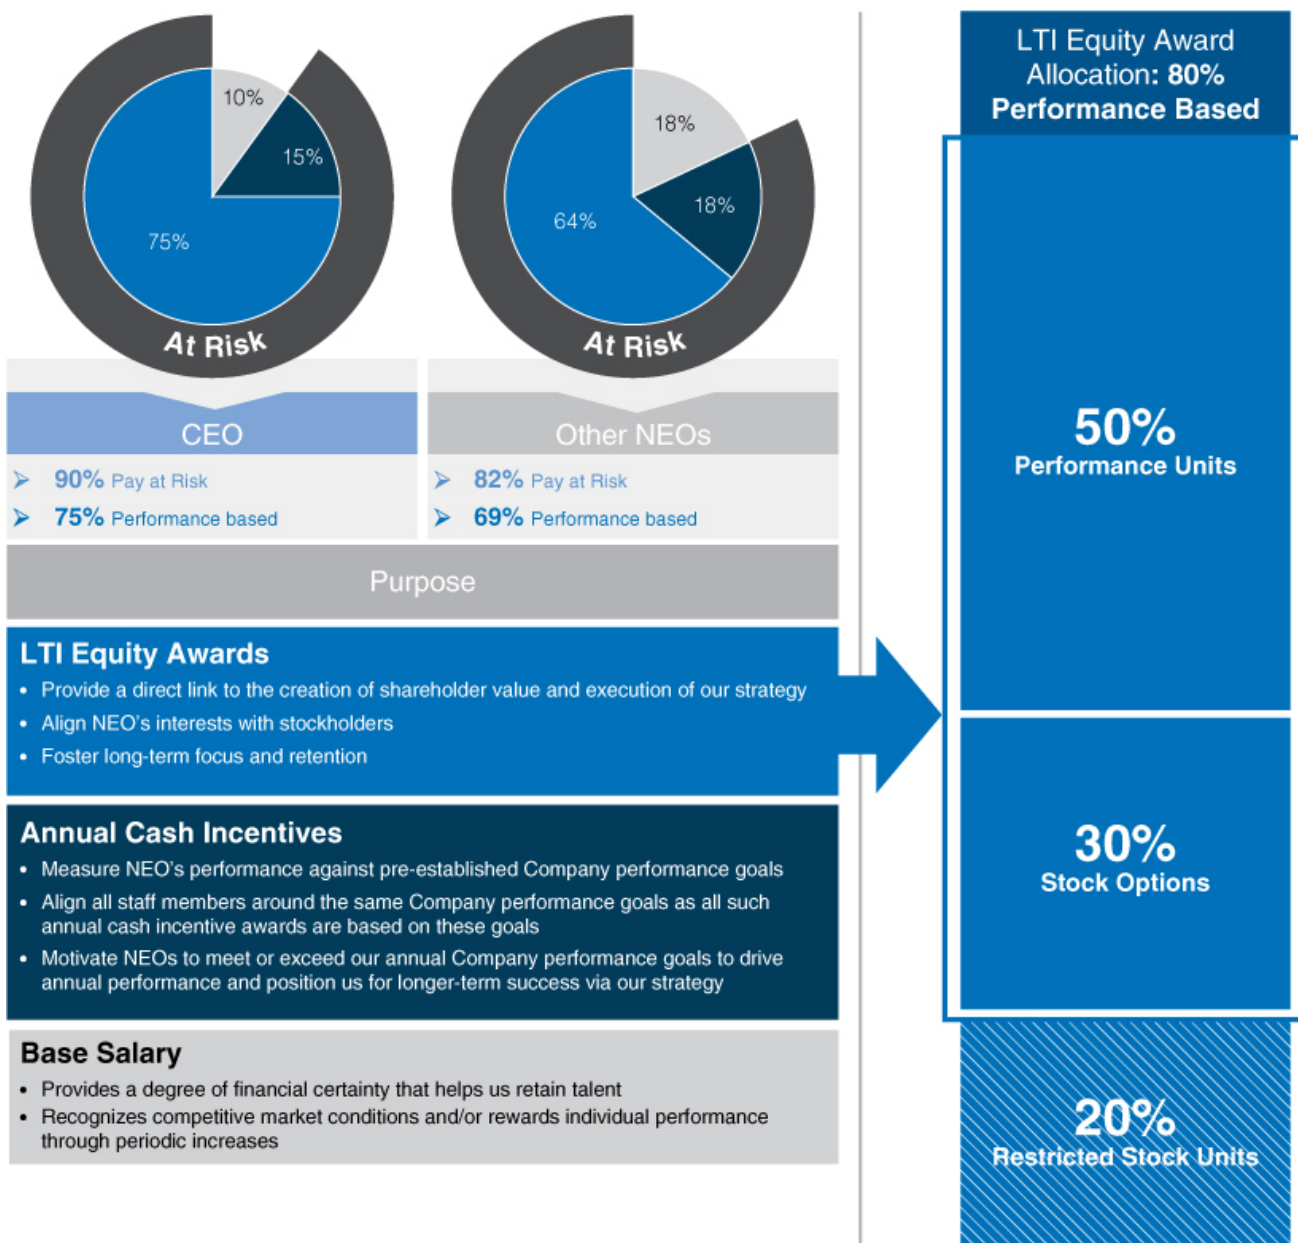 10%
15%
75%
At Risk
18%
18%
64%
At Risk
CEO
➢ 90% Pay at Risk
➢ 75% Performance based
Other NEOs
➢ 82% Pay at Risk
➢ 69% Performance based
Purpose
LTI Equity Awards
• Provide a direct link to the creation of shareholder value and execution of our strategy
• Align NEO's interests with stockholders
• Foster long-term focus and retention
Annual Cash Incentives
• Measure NEO's performance against pre-established Company performance goals
• Align all staff members around the same Company performance goals as all such
annual cash incentive awards are based on these goals
• Motivate NEOs to meet or exceed our annual Company performance goals to drive
annual performance and position us for longer-term success via our strategy
Base Salary
• Provides a degree of financial certainty that helps us retain talent
• Recognizes competitive market conditions and/or rewards individual performance
through periodic increases
LTI Equity Award
Allocation: 80%
Performance Based
50%
Performance Units
30%
Stock Options
20%
Restricted Stock Units